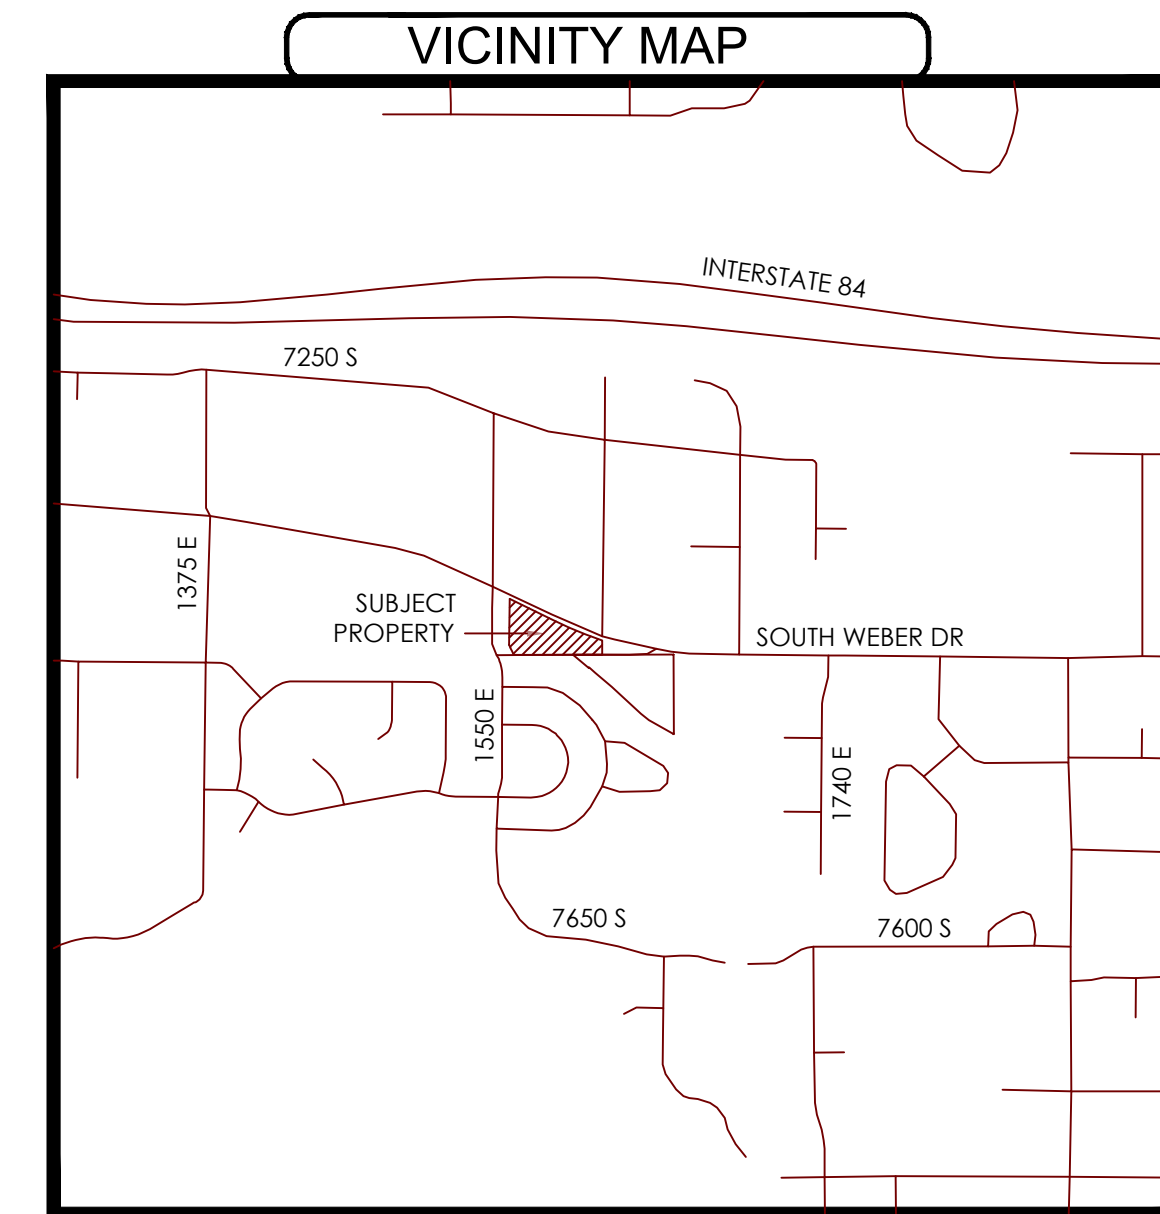 VICINITY MAP
INTERSTATE 84
7250 S
1375 E
SUBJECT
PROPERTY
SOUTH WEBER DR
1550 E
1740 E
7650 S
7600 S